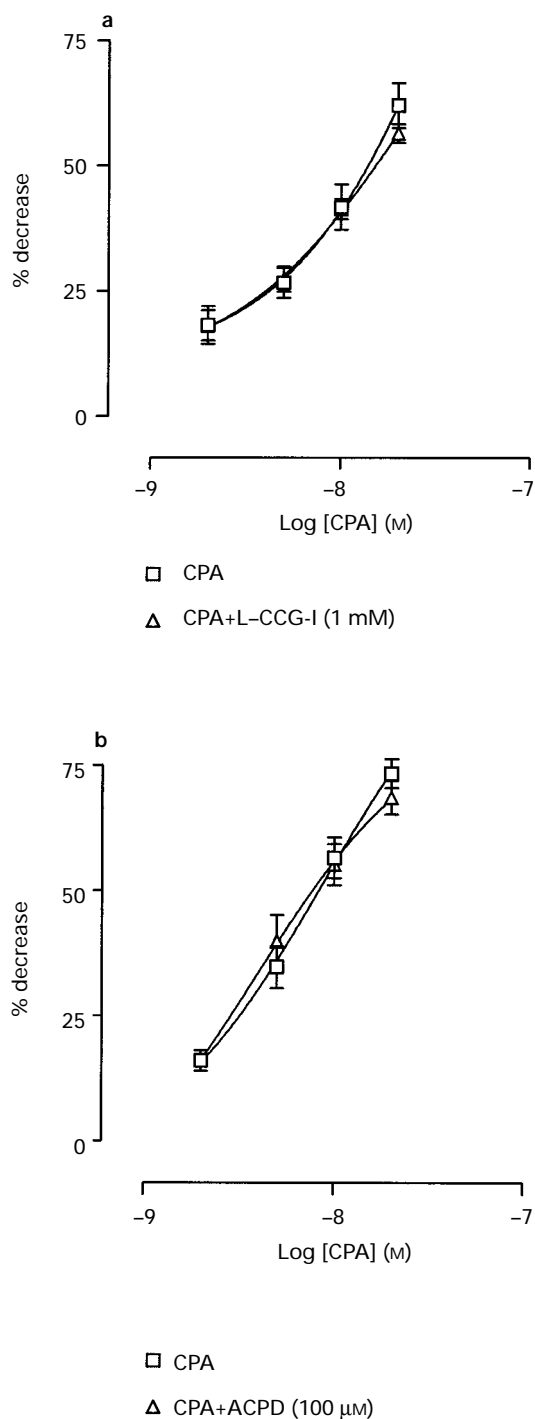 a
75
50
25
0
% decrease
–9 –8 –7
Log [CPA] (M)
CPA
CPA+L–CCG-I (1 mM)
b
75
50
25
0
% decrease
–9 –8 –7
Log [CPA] (M)
CPA
CPA+ACPD (100 µM)